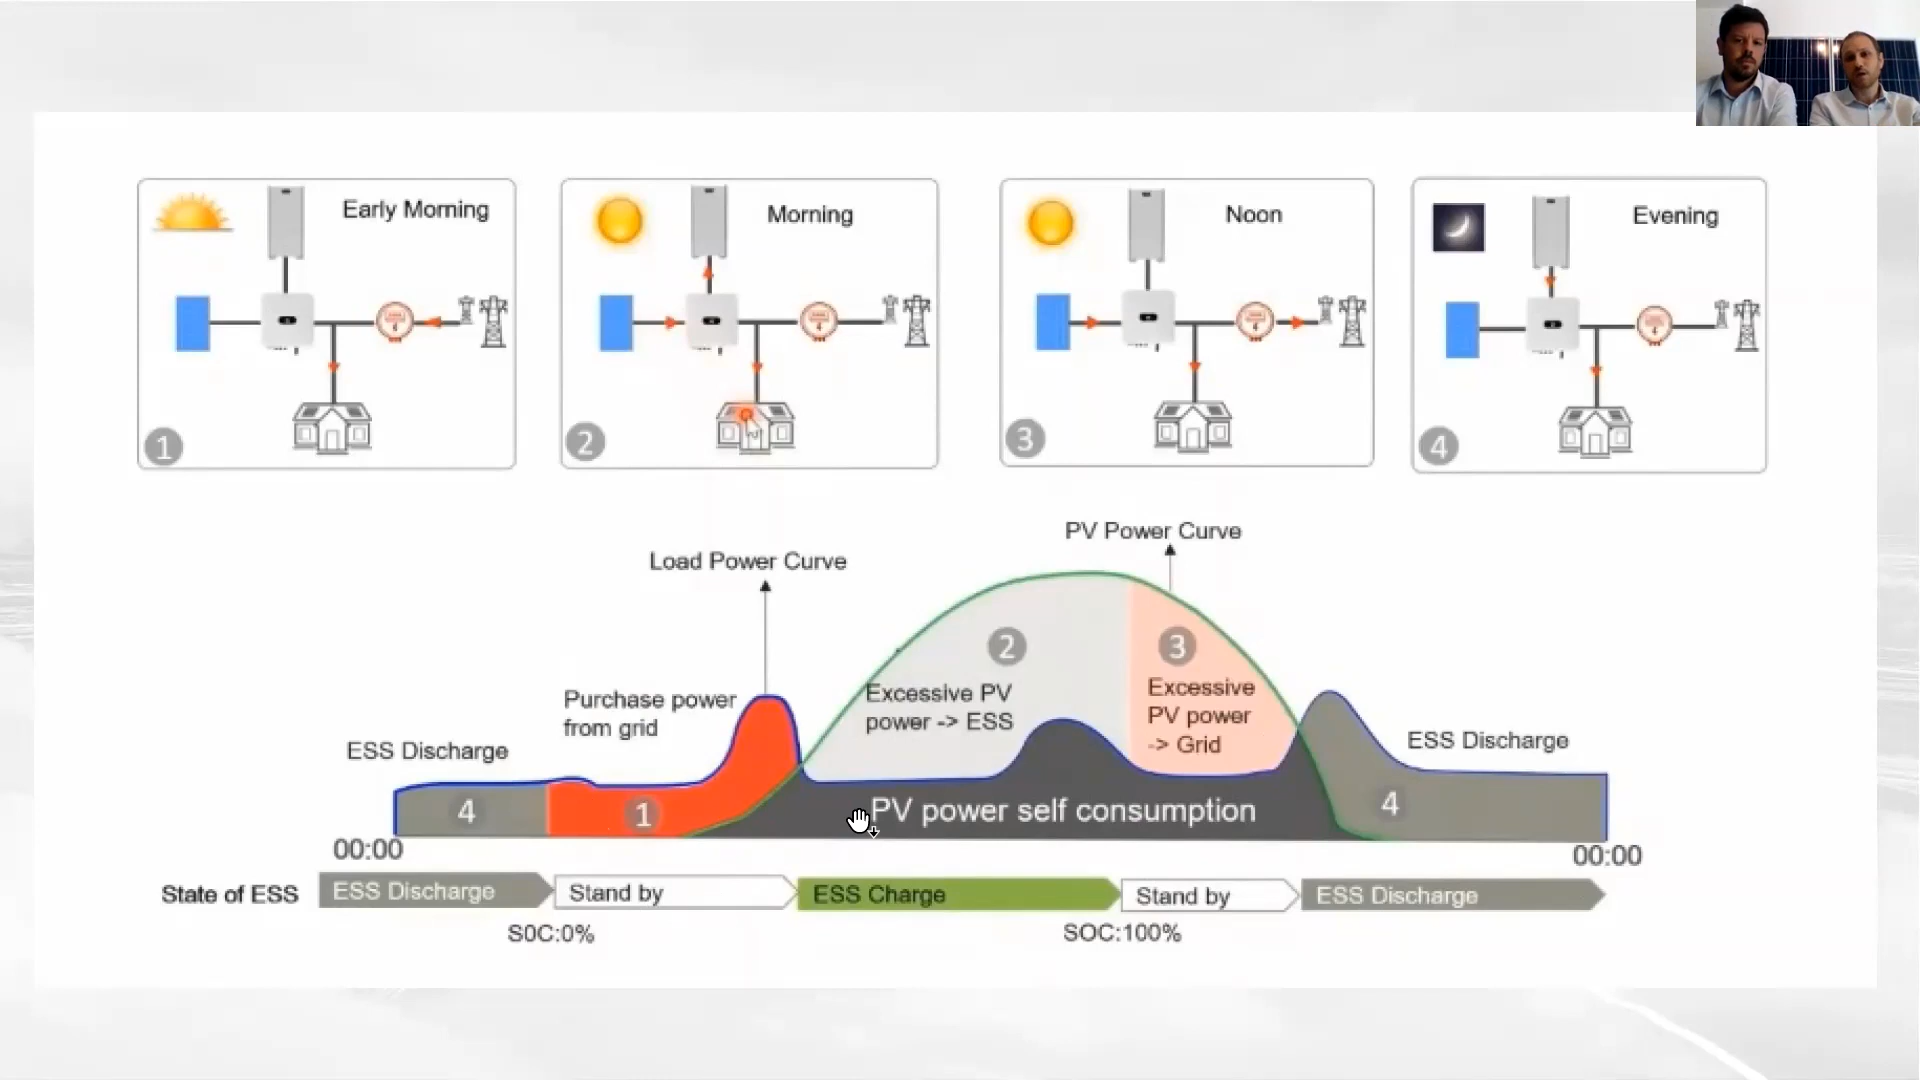 Early Morning
1
Morning
2
Noon
3
Evening
4
PV Power Curve
Load Power Curve
2
3
Purchase power
from grid
Excessive PV
power -> ESS
Excessive
PV power
-> Grid
ESS Discharge
ESS Discharge
4
1
PV power self consumption
4
00:00
00:00
State of ESS
ESS Discharge
Stand by
ESS Charge
Stand by
ESS Discharge
S0C:0%
SOC:100%